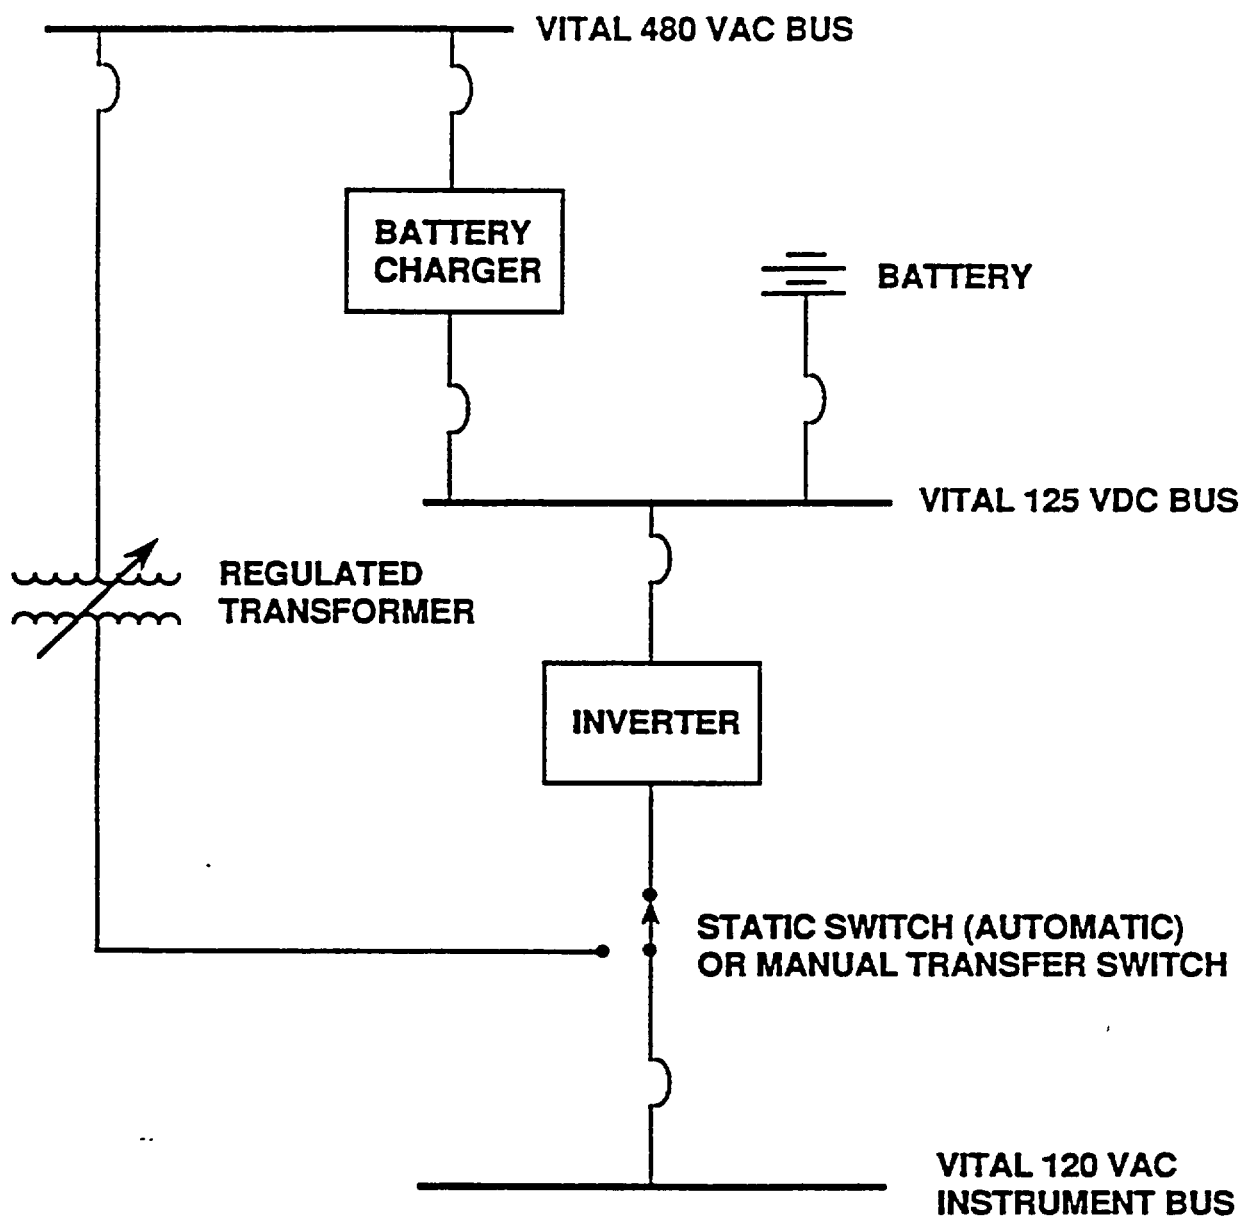 VITAL 480 VAC BUS
BATTERY
CHARGER
BATTERY
VITAL 125 VDC BUS
REGULATED
TRANSFORMER
INVERTER
STATIC SWITCH (AUTOMATIC)
OR MANUAL TRANSFER SWITCH
VITAL 120 VAC
INSTRUMENT BUS